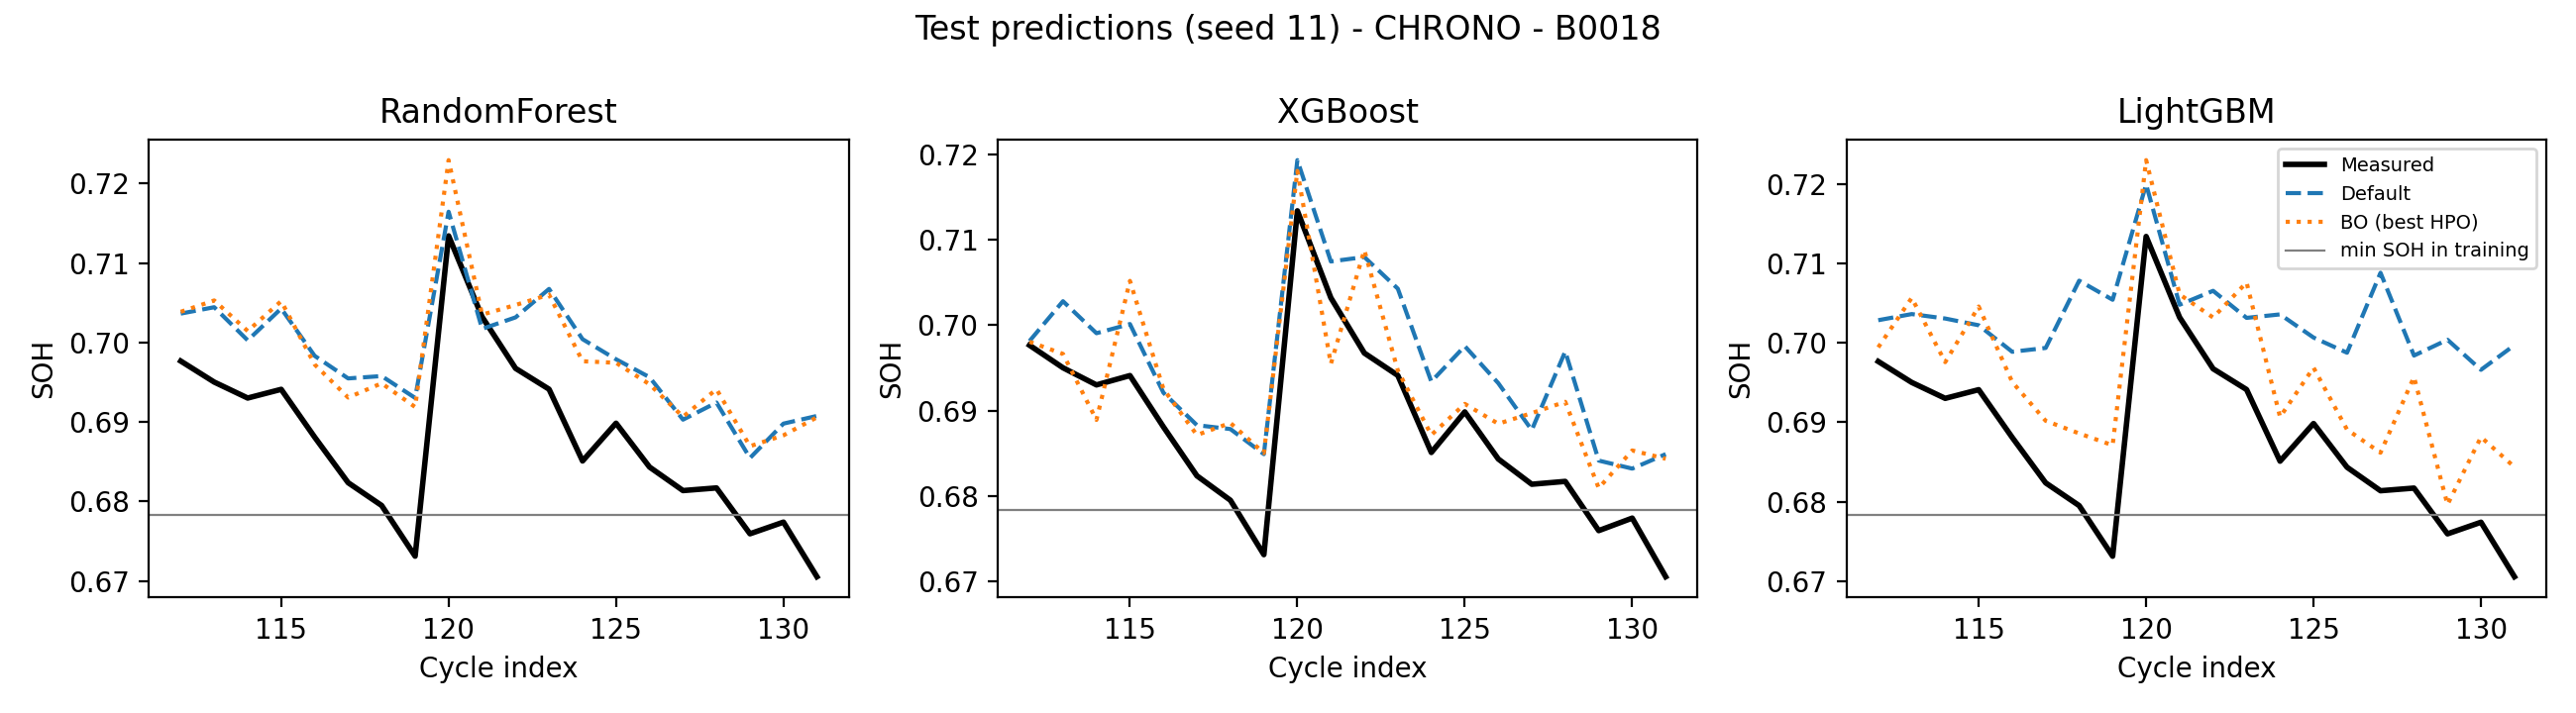 Test predictions (seed 11) - CHRONO - B0018
RandomForest
SOH
0.72
0.71
0.70
0.69
0.68
0.67
115 120 125 130
Cycle index
XGBoost
SOH
0.72
0.71
0.70
0.69
0.68
0.67
115 120 125 130
Cycle index
LightGBM
SOH
0.72
0.71
0.70
0.69
0.68
0.67
115 120 125 130
Cycle index
Measured
Default
BO (best HPO)
min SOH in training